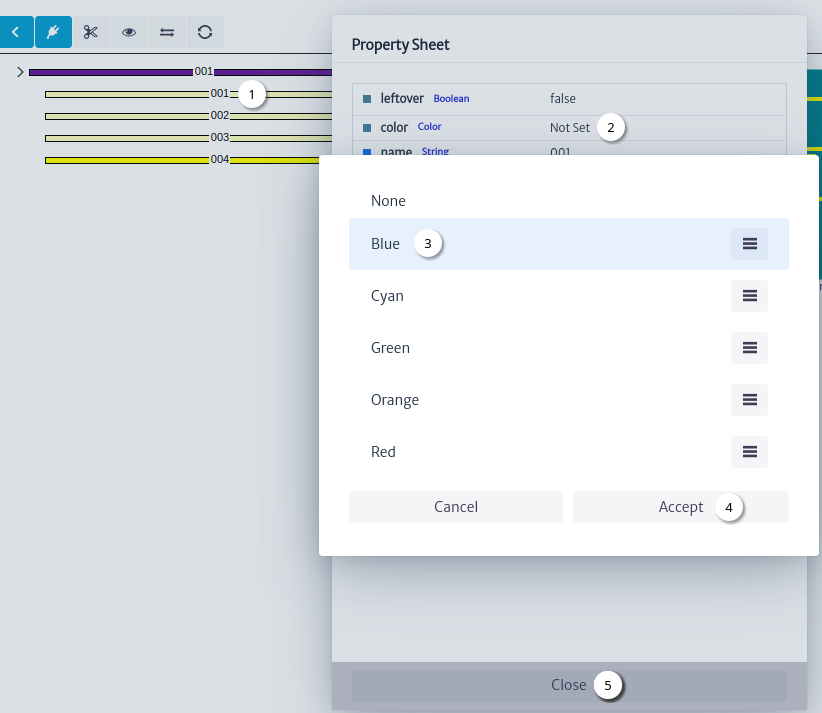 Property Sheet
001
001 1
002
003
004
leftover Boolean false
color Color Not Set 2
name String 001
None
Blue 3
Cyan
Green
Orange
Red
Cancel Accept 4
Close 5